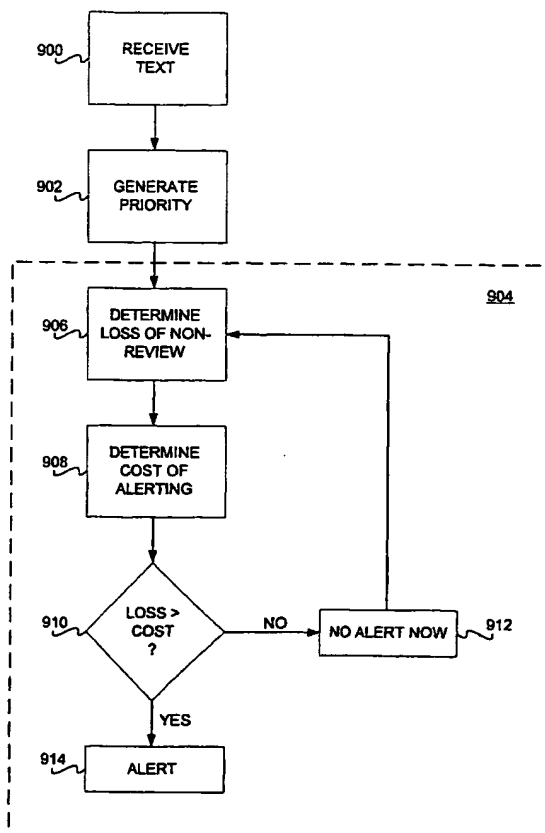 900
RECEIVE
TEXT
902
GENERATE
PRIORITY
904
906
DETERMINE
LOSS OF NON-
REVIEW
908
DETERMINE
COST OF
ALERTING
910
LOSS >
COST
?
NO
NO ALERT NOW
912
YES
914
ALERT